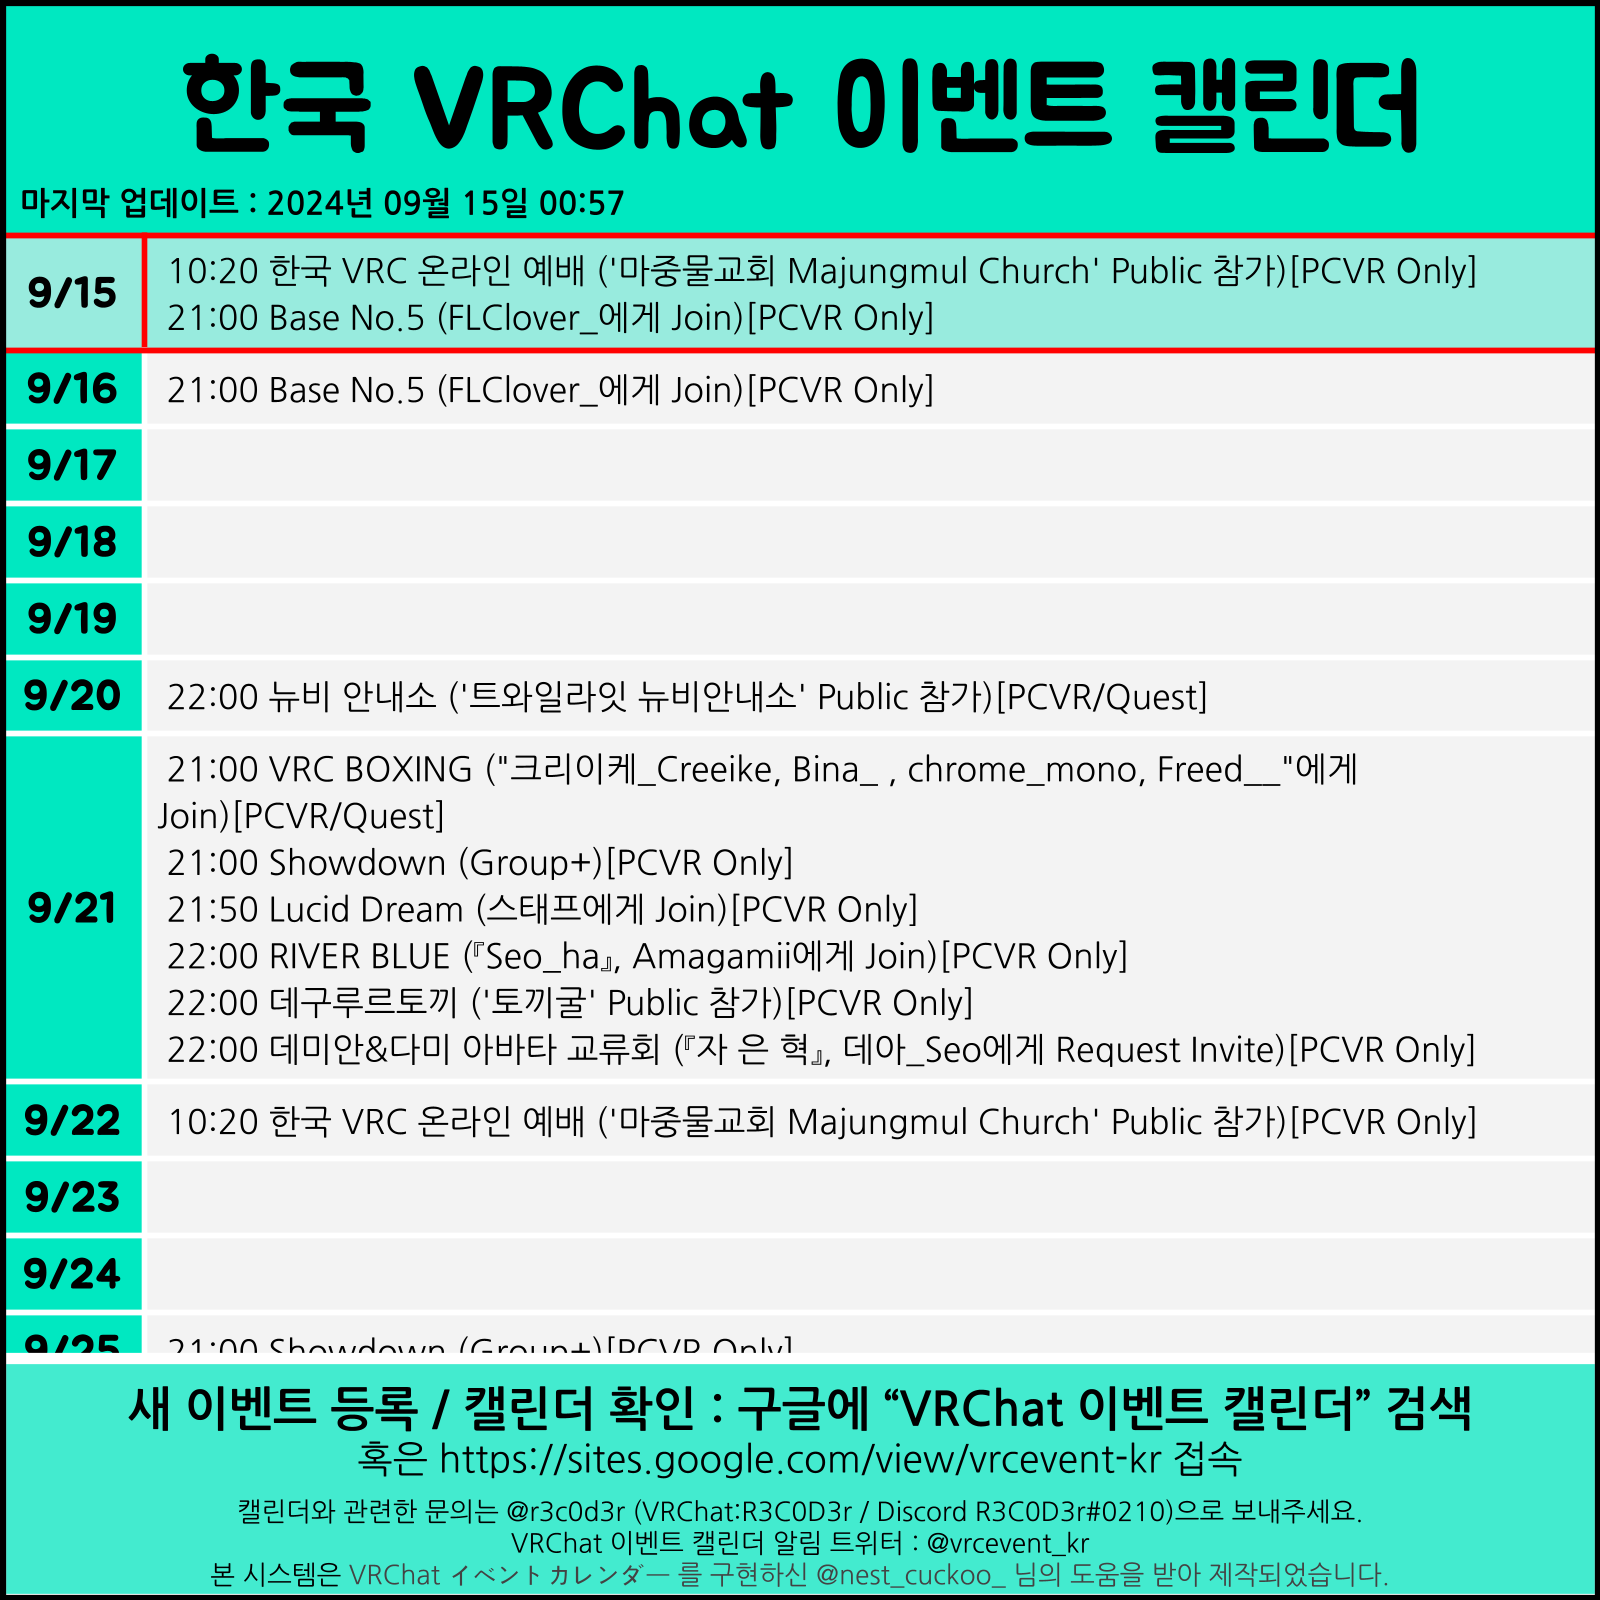 한국 VRChat 이벤트 캘린더
마지막 업데이트 : 2024년 09월 15일 00:57
9/15
10:20 한국 VRC 온라인 예배 ('마중물교회 Majungmul Church' Public 참가)[PCVR Only]
21:00 Base No.5 (FLClover_에게 Join)[PCVR Only]
9/16
21:00 Base No.5 (FLClover_에게 Join)[PCVR Only]
9/17
9/18
9/19
9/20
22:00 뉴비 안내소 ('트와일라잇 뉴비안내소' Public 참가)[PCVR/Quest]
9/21
21:00 VRC BOXING ("크리이케_Creeike, Bina_ , chrome_mono, Freed__"에게
Join)[PCVR/Quest]
21:00 Showdown (Group+)[PCVR Only]
21:50 Lucid Dream (스태프에게 Join)[PCVR Only]
22:00 RIVER BLUE (『Seo_ha』, Amagamii에게 Join)[PCVR Only]
22:00 데구루르토끼 ('토끼굴' Public 참가)[PCVR Only]
22:00 데미안&다미 아바타 교류회 (『자 은 혁』, 데아_Seo에게 Request Invite)[PCVR Only]
9/22
10:20 한국 VRC 온라인 예배 ('마중물교회 Majungmul Church' Public 참가)[PCVR Only]
9/23
9/24
9/25
21:00 Showdown (Group+)[PCVR Only]
새 이벤트 등록 / 캘린더 확인 : 구글에 “VRChat 이벤트 캘린더” 검색
혹은 https://sites.google.com/view/vrcevent-kr 접속
캘린더와 관련한 문의는 @r3c0d3r (VRChat:R3C0D3r / Discord R3C0D3r#0210)으로 보내주세요.
VRChat 이벤트 캘린더 알림 트위터 : @vrcevent_kr
본 시스템은 VRChat イベントカレンダー 를 구현하신 @nest_cuckoo_ 님의 도움을 받아 제작되었습니다.